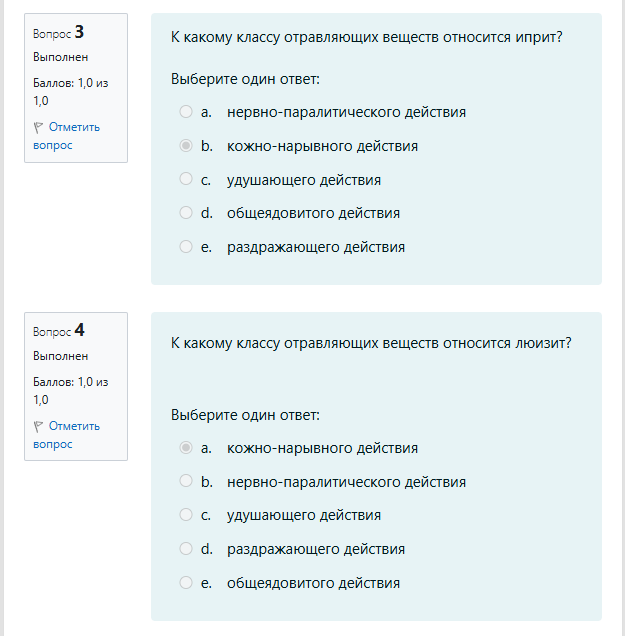 Вопрос 3
Выполнен
Баллов: 1,0 из
1,0
Отметить
вопрос
К какому классу отравляющих веществ относится иприт?
Выберите один ответ:
a. нервно-паралитического действия
b. кожно-нарывного действия
c. удушающего действия
d. общеядовитого действия
e. раздражающего действия
Вопрос 4
Выполнен
Баллов: 1,0 из
1,0
Отметить
вопрос
К какому классу отравляющих веществ относится люизит?
Выберите один ответ:
a. кожно-нарывного действия
b. нервно-паралитического действия
c. удушающего действия
d. раздражающего действия
e. общеядовитого действия